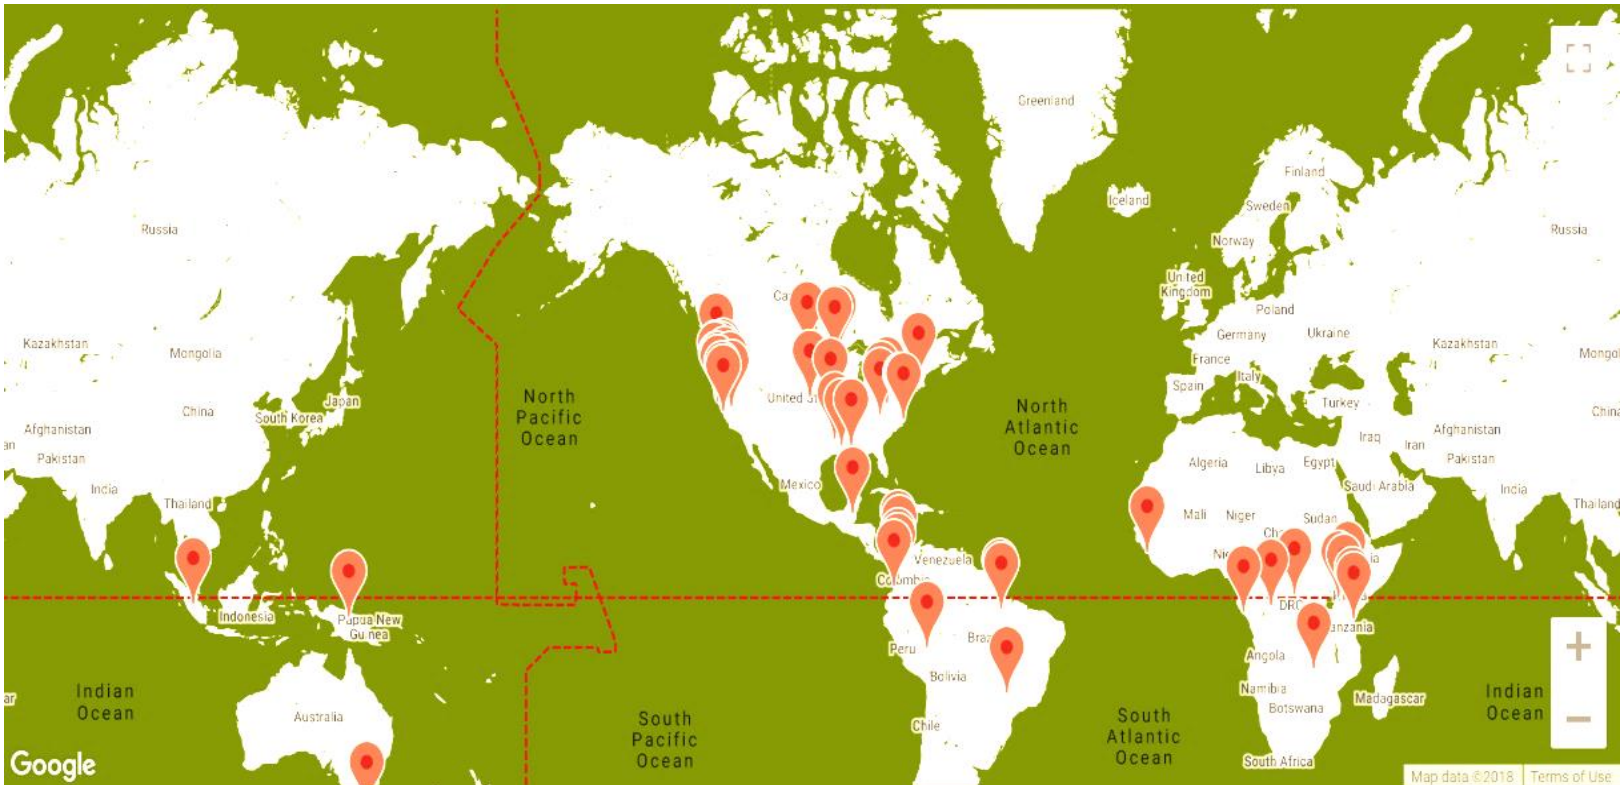 Greenland
Finland
Iceland
Sweden
Russia
Russia
Norway
United
Kingdom
Poland
Germany
Ukraine
Kazakhstan
Mongolia
France
Kazakhstan
Spain
Italy
Turkey
Japan
China
South Korea
United
North
Pacific
Ocean
North
Atlantic
Ocean
Afghanistan
Pakistan
Iraq
Iran
Afghanistan
Pakistan
Algeria
Libya
Egypt
India
Thailand
Mexico
Saudi Arabia
India
Thailand
Mali
Niger
Sudan
Venezuela
Colombia
Indonesia
Papua New
Guinea
DRC
Peru
Bolivia
Angola
Namibia
Botswana
Madagascar
Indian
Ocean
Australia
South
Pacific
Ocean
Chile
South
Atlantic
Ocean
Indian
Ocean
South Africa
Google
Map data ©2018
Terms of Use